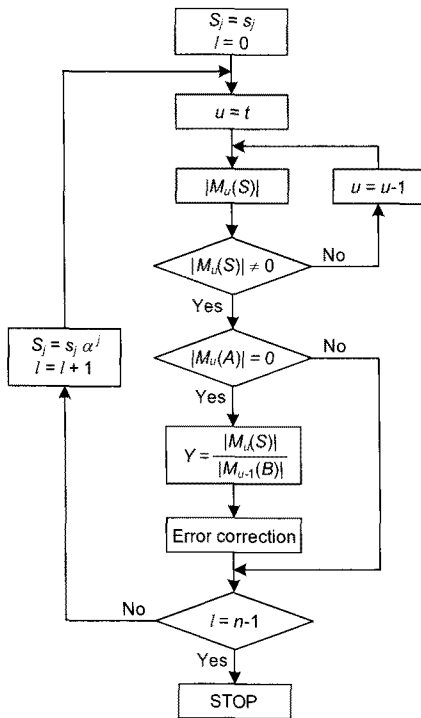 S_j = s_j
l = 0
u = t
|M_u(S)|
u = u-1
|M_u(S)| ≠ 0
No
Yes
S_j = s_j α^j
l = l + 1
|M_u(A)| = 0
No
Yes
Y = |M_u(S)| / |M_{u-1}(B)|
Error correction
No
l = n-1
Yes
STOP